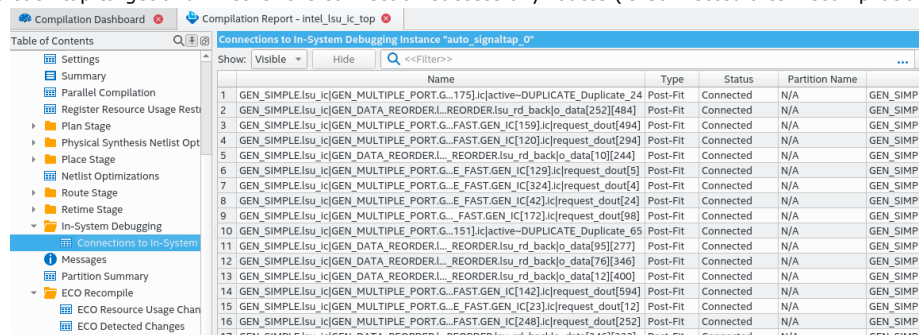 Compilation Dashboard
Compilation Report - intel_lsu_ic_top
Table of Contents
Settings
Summary
Parallel Compilation
Register Resource Usage Restr
Plan Stage
Physical Synthesis Netlist Opt
Place Stage
Netlist Optimizations
Route Stage
Retime Stage
In-System Debugging
Connections to In-System
Messages
Partition Summary
ECO Recompile
ECO Resource Usage Chan
ECO Detected Changes
Connections to In-System Debugging Instance "auto_signaltap_0"
Show: Visible Hide <<Filter>> ...
Name Type Status Partition Name
1 GEN_SIMPLE.lsu_ic|GEN_MULTIPLE_PORT.G...175].ic|active~DUPLICATE_Duplicate_24 Post-Fit Connected N/A GEN_SIMP
2 GEN_SIMPLE.lsu_ic|GEN_DATA_REORDER.l...REORDER.lsu_rd_back|o_data[252][484] Post-Fit Connected N/A GEN_SIMP
3 GEN_SIMPLE.lsu_ic|GEN_MULTIPLE_PORT.G...FAST.GEN_IC[159].ic|request_dout[494] Post-Fit Connected N/A GEN_SIMP
4 GEN_SIMPLE.lsu_ic|GEN_MULTIPLE_PORT.G...FAST.GEN_IC[120].ic|request_dout[294] Post-Fit Connected N/A GEN_SIMP
5 GEN_SIMPLE.lsu_ic|GEN_DATA_REORDER.l..._REORDER.lsu_rd_back|o_data[10][244] Post-Fit Connected N/A GEN_SIMP
6 GEN_SIMPLE.lsu_ic|GEN_MULTIPLE_PORT.G...E_FAST.GEN_IC[129].ic|request_dout[5] Post-Fit Connected N/A GEN_SIMP
7 GEN_SIMPLE.lsu_ic|GEN_MULTIPLE_PORT.G...E_FAST.GEN_IC[324].ic|request_dout[4] Post-Fit Connected N/A GEN_SIMP
8 GEN_SIMPLE.lsu_ic|GEN_MULTIPLE_PORT.G...E_FAST.GEN_IC[42].ic|request_dout[24] Post-Fit Connected N/A GEN_SIMP
9 GEN_SIMPLE.lsu_ic|GEN_MULTIPLE_PORT.G..._FAST.GEN_IC[172].ic|request_dout[98] Post-Fit Connected N/A GEN_SIMP
10 GEN_SIMPLE.lsu_ic|GEN_MULTIPLE_PORT.G...151].ic|active~DUPLICATE_Duplicate_65 Post-Fit Connected N/A GEN_SIMP
11 GEN_SIMPLE.lsu_ic|GEN_DATA_REORDER.l..._REORDER.lsu_rd_back|o_data[95][277] Post-Fit Connected N/A GEN_SIMP
12 GEN_SIMPLE.lsu_ic|GEN_DATA_REORDER.l..._REORDER.lsu_rd_back|o_data[76][346] Post-Fit Connected N/A GEN_SIMP
13 GEN_SIMPLE.lsu_ic|GEN_DATA_REORDER.l..._REORDER.lsu_rd_back|o_data[12][400] Post-Fit Connected N/A GEN_SIMP
14 GEN_SIMPLE.lsu_ic|GEN_MULTIPLE_PORT.G...FAST.GEN_IC[142].ic|request_dout[594] Post-Fit Connected N/A GEN_SIMP
15 GEN_SIMPLE.lsu_ic|GEN_MULTIPLE_PORT.G...E_FAST.GEN_IC[23].ic|request_dout[12] Post-Fit Connected N/A GEN_SIMP
16 GEN_SIMPLE.lsu_ic|GEN_MULTIPLE_PORT.G...FAST.GEN_IC[248].ic|request_dout[252] Post-Fit Connected N/A GEN_SIMP